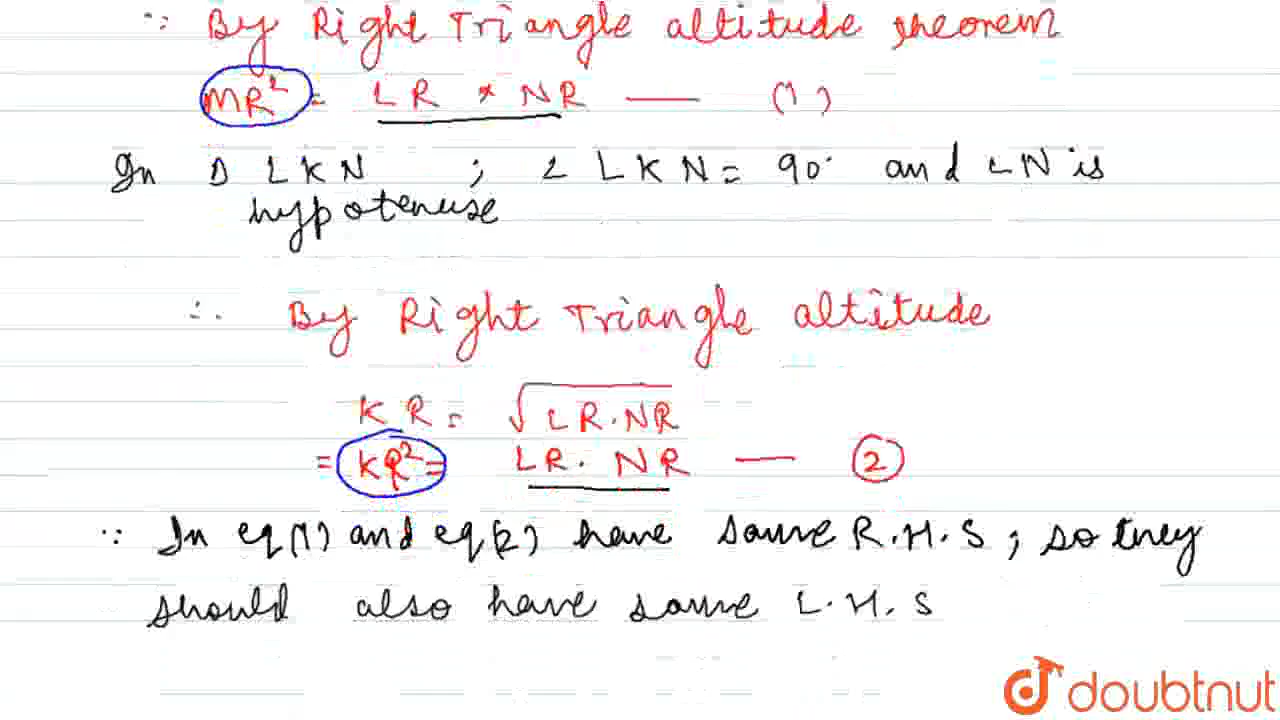 ∵ By Right Triangle altitude theorem
MR² = LR × NR — (1)
In Δ LKN ; ∠ LKN = 90° and LN is
hypotenuse
∴ By Right Triangle altitude
KR = √LR.NR
= KR² = LR. NR — 2
∵ In eq(1) and eq(2) have same R.H.S ; so they
should also have same L.H.S
doubtnut